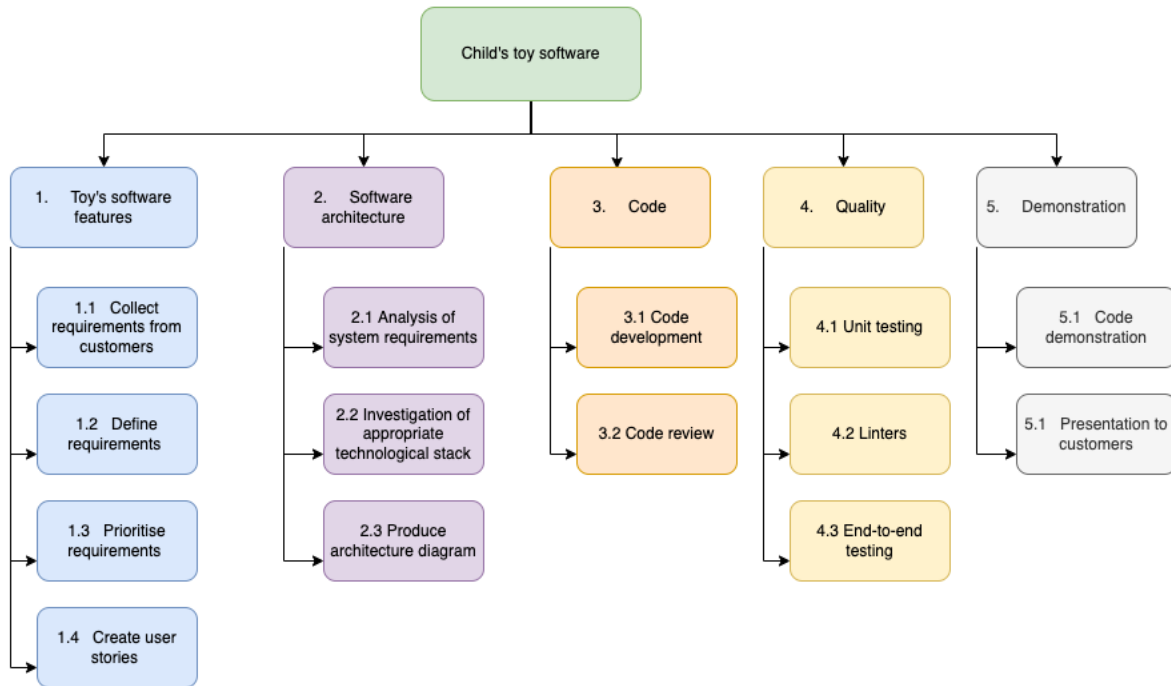 Child's toy software
1. Toy's software
features
2. Software
architecture
3. Code
4. Quality
5. Demonstration
1.1 Collect
requirements from
customers
1.2 Define
requirements
1.3 Prioritise
requirements
1.4 Create user
stories
2.1 Analysis of
system requirements
2.2 Investigation of
appropriate
technological stack
2.3 Produce
architecture diagram
3.1 Code
development
3.2 Code review
4.1 Unit testing
4.2 Linters
4.3 End-to-end
testing
5.1 Code
demonstration
5.1 Presentation to
customers